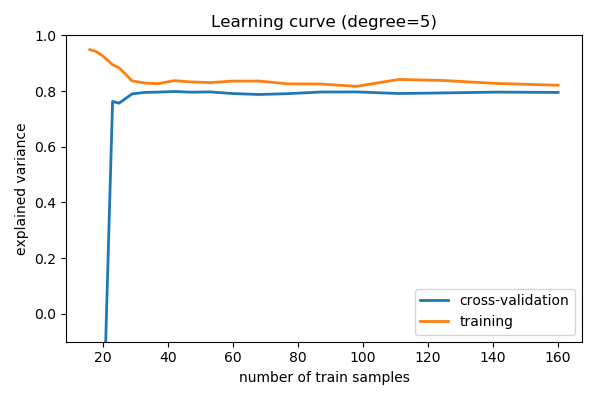 Learning curve (degree=5)
explained variance
1.0
0.8
0.6
0.4
0.2
0.0
20 40 60 80 100 120 140 160
number of train samples
cross-validation
training